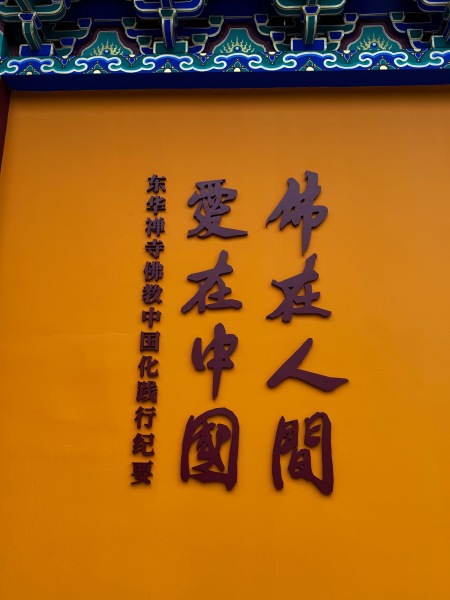 佛在人間
愛在中國
东华禅寺佛教中国化践行纪要